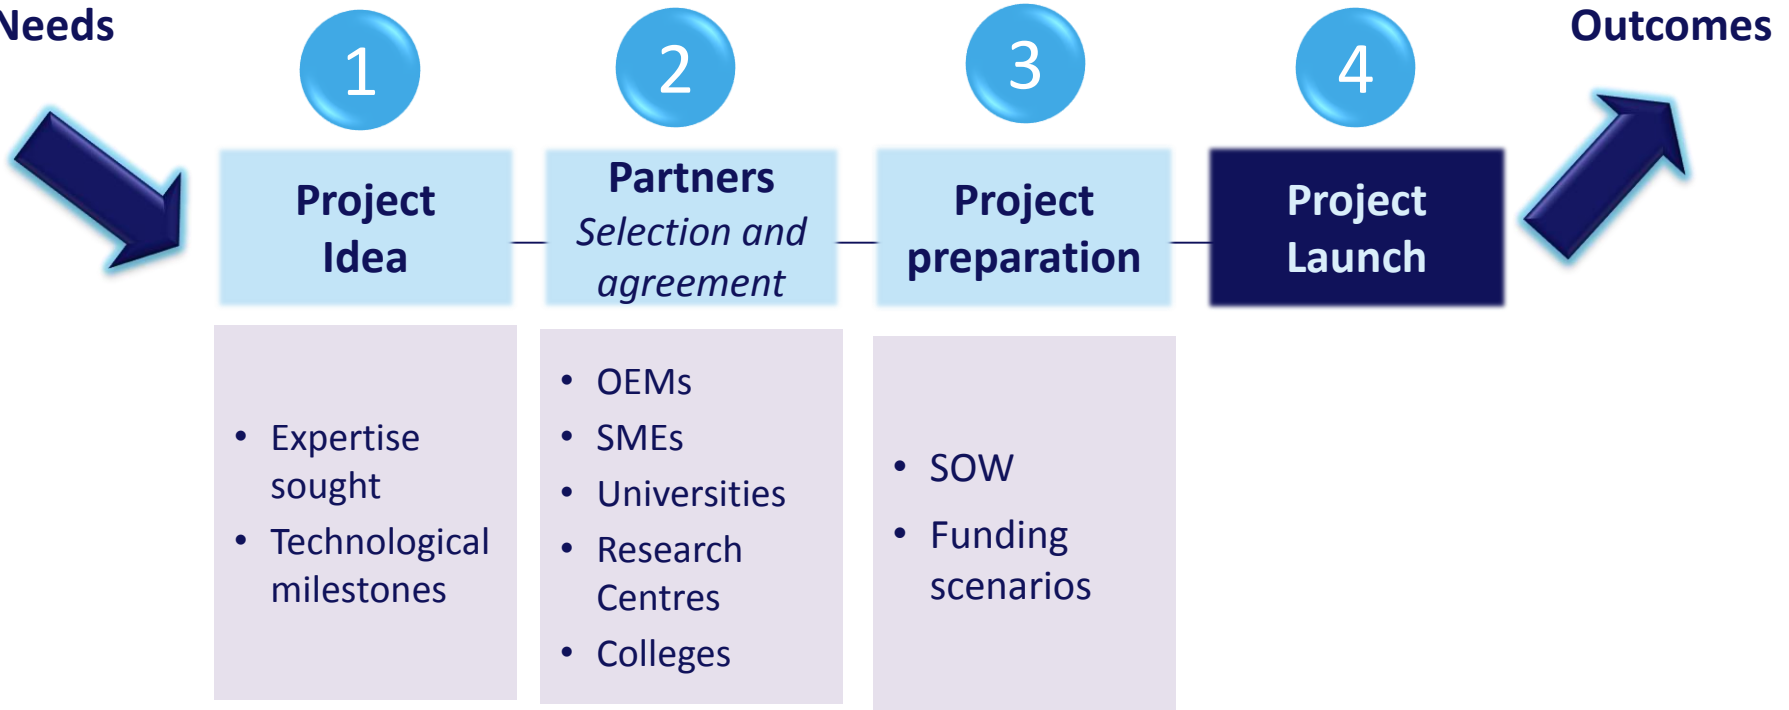 Needs
Outcomes
1
2
3
4
Project
Idea
Partners
Selection and
agreement
Project
preparation
Project
Launch
• Expertise
sought
• Technological
milestones
• OEMs
• SMEs
• Universities
• Research
Centres
• Colleges
• SOW
• Funding
scenarios